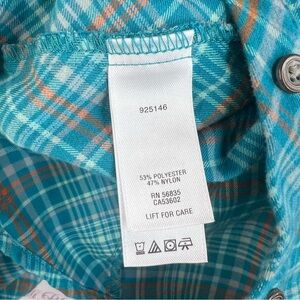 925146
53% POLYESTER
47% NYLON
RN 56835
CA53602
LIFT FOR CARE